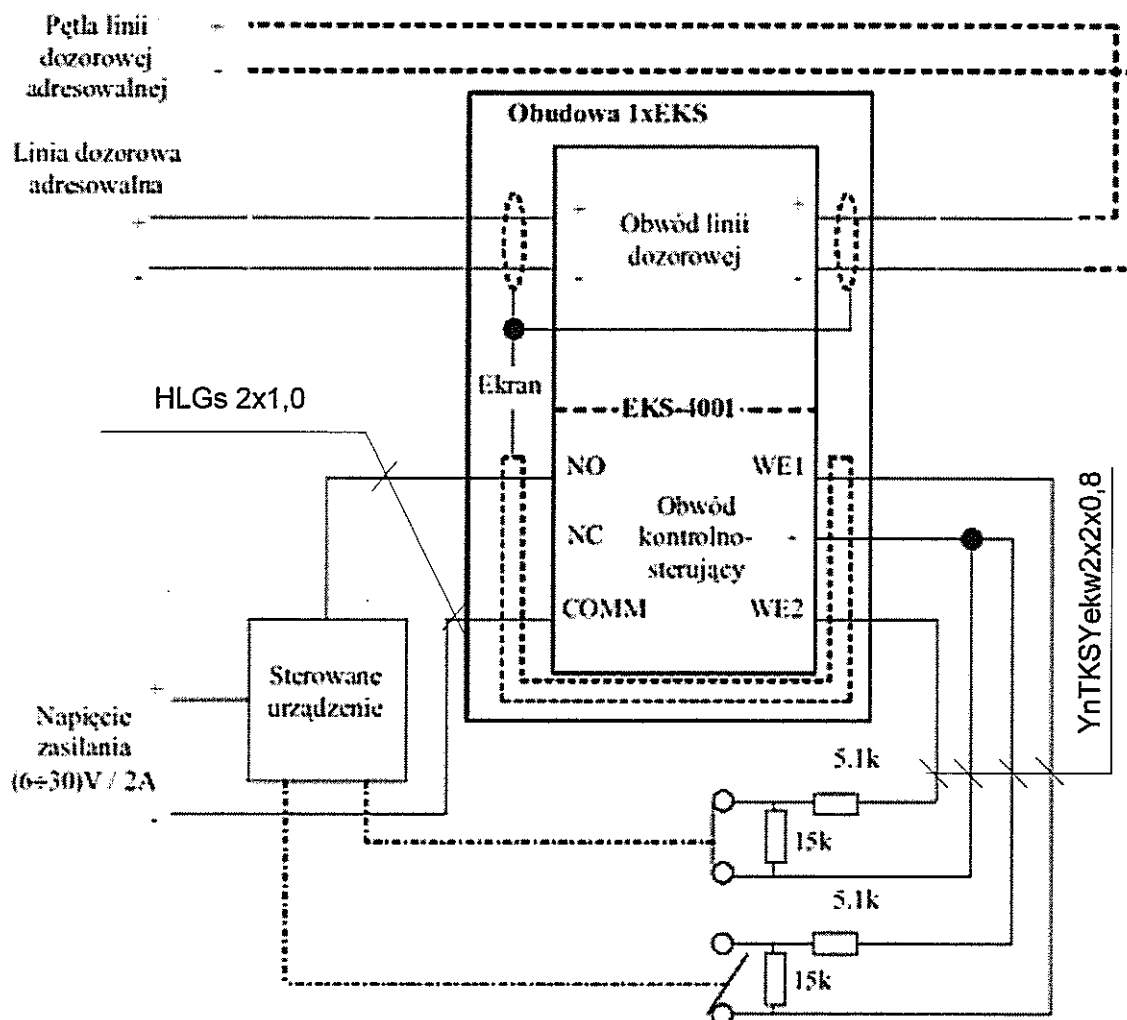 Pętla linii
dozorowej
adresowalnej
+
-
Linia dozorowa
adresowalna
+
-
Obudowa 1xEKS
+
+
Obwód linii
dozorowej
-
-
Ekran
HLGs 2x1,0
EKS-4001
NO
WE1
NC
Obwód
kontrolno-
sterujący
-
COMM
WE2
YnTKSYekw2x2x0,8
Sterowane
urządzenie
+
Napięcie
zasilania
(6÷30)V / 2A
-
5.1k
15k
5.1k
15k